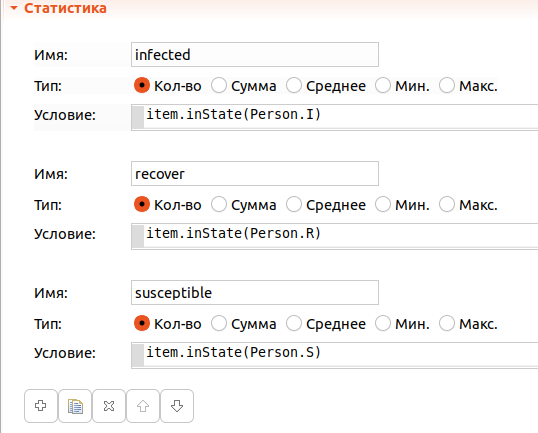 Статистика
Имя: infected
Тип: Кол-во Сумма Среднее Мин. Макс.
Условие: item.inState(Person.I)
Имя: recover
Тип: Кол-во Сумма Среднее Мин. Макс.
Условие: item.inState(Person.R)
Имя: susceptible
Тип: Кол-во Сумма Среднее Мин. Макс.
Условие: item.inState(Person.S)